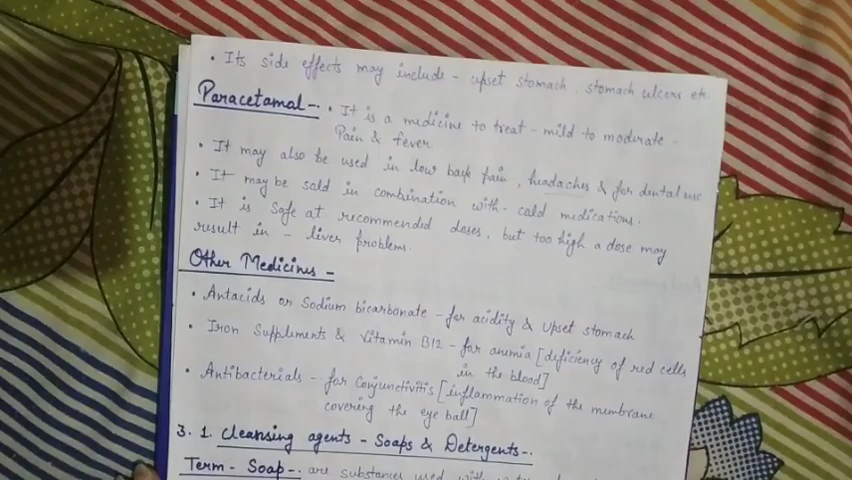 • Its side effects may include - upset stomach, stomach ulcers etc.
Paracetamal-. • It is a medicine to treat - mild to moderate -
Pain & fever.
• It may also be used in low back pain, headaches & for dental use
• It may be sold in combination with - cold medications.
• It is safe at recommended doses, but too high a dose may
result in - liver problems.
Other Medicines -
• Antacids or Sodium bicarbonate - for acidity & upset stomach
• Iron Supplements & Vitamin B12 - for anemia [deficiency of red cells
in the blood]
• Antibacterials - for Conjunctivitis [inflammation of the membrane
covering the eye ball]
3. 1. Cleansing agents - Soaps & Detergents-.
Term - Soap-. are substances used with